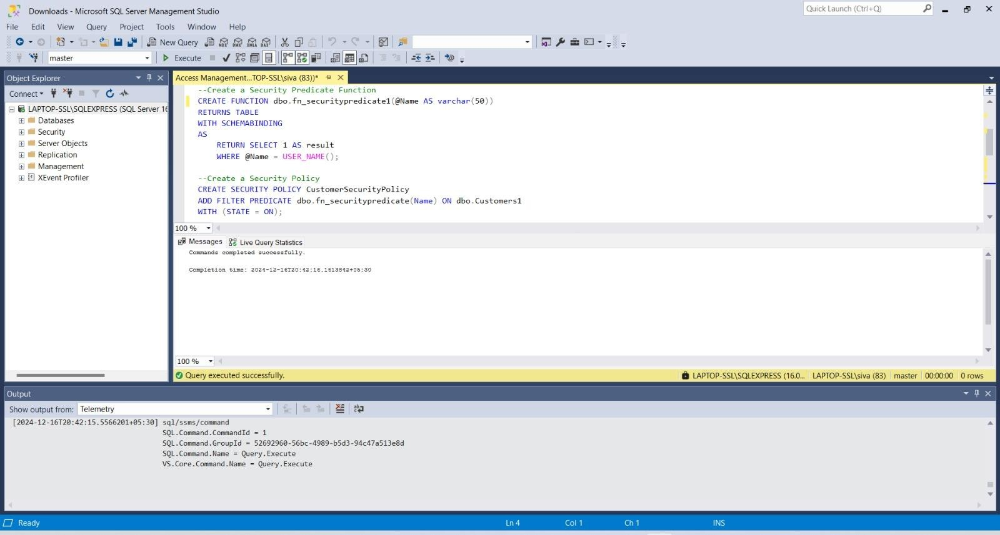 Downloads - Microsoft SQL Server Management Studio
Quick Launch (Ctrl+Q)
File Edit View Query Project Tools Window Help
New Query MDX DMX XMLA DAX
master Execute
Object Explorer
Access Management...TOP-SSL\siva (83))*
Connect
LAPTOP-SSL\SQLEXPRESS (SQL Server 16
Databases
Security
Server Objects
Replication
Management
XEvent Profiler
--Create a Security Predicate Function
CREATE FUNCTION dbo.fn_securitypredicate1(@Name AS varchar(50))
RETURNS TABLE
WITH SCHEMABINDING
AS
RETURN SELECT 1 AS result
WHERE @Name = USER_NAME();
--Create a Security Policy
CREATE SECURITY POLICY CustomerSecurityPolicy
ADD FILTER PREDICATE dbo.fn_securitypredicate(Name) ON dbo.Customers1
WITH (STATE = ON);
100 %
Messages Live Query Statistics
Commands completed successfully.
Completion time: 2024-12-16T20:42:16.1613842+05:30
100 %
Query executed successfully. LAPTOP-SSL\SQLEXPRESS (16.0... LAPTOP-SSL\siva (83) master 00:00:00 0 rows
Output
Show output from: Telemetry
[2024-12-16T20:42:15.5566201+05:30] sql/ssms/command
SQL.Command.CommandId = 1
SQL.Command.GroupId = 52692960-56bc-4989-b5d3-94c47a513e8d
SQL.Command.Name = Query.Execute
VS.Core.Command.Name = Query.Execute
Ready Ln 4 Col 1 Ch 1 INS